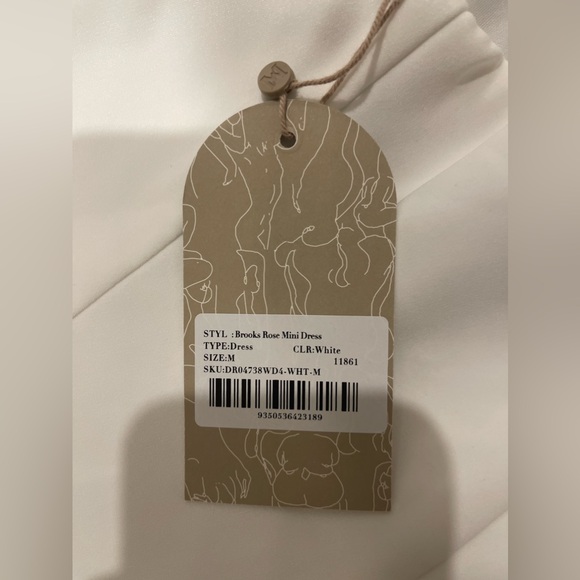 STYL :Brooks Rose Mini Dress
TYPE:Dress CLR:White
SIZE:M 11861
SKU:DR04738WD4-WHT-M
9350536423189